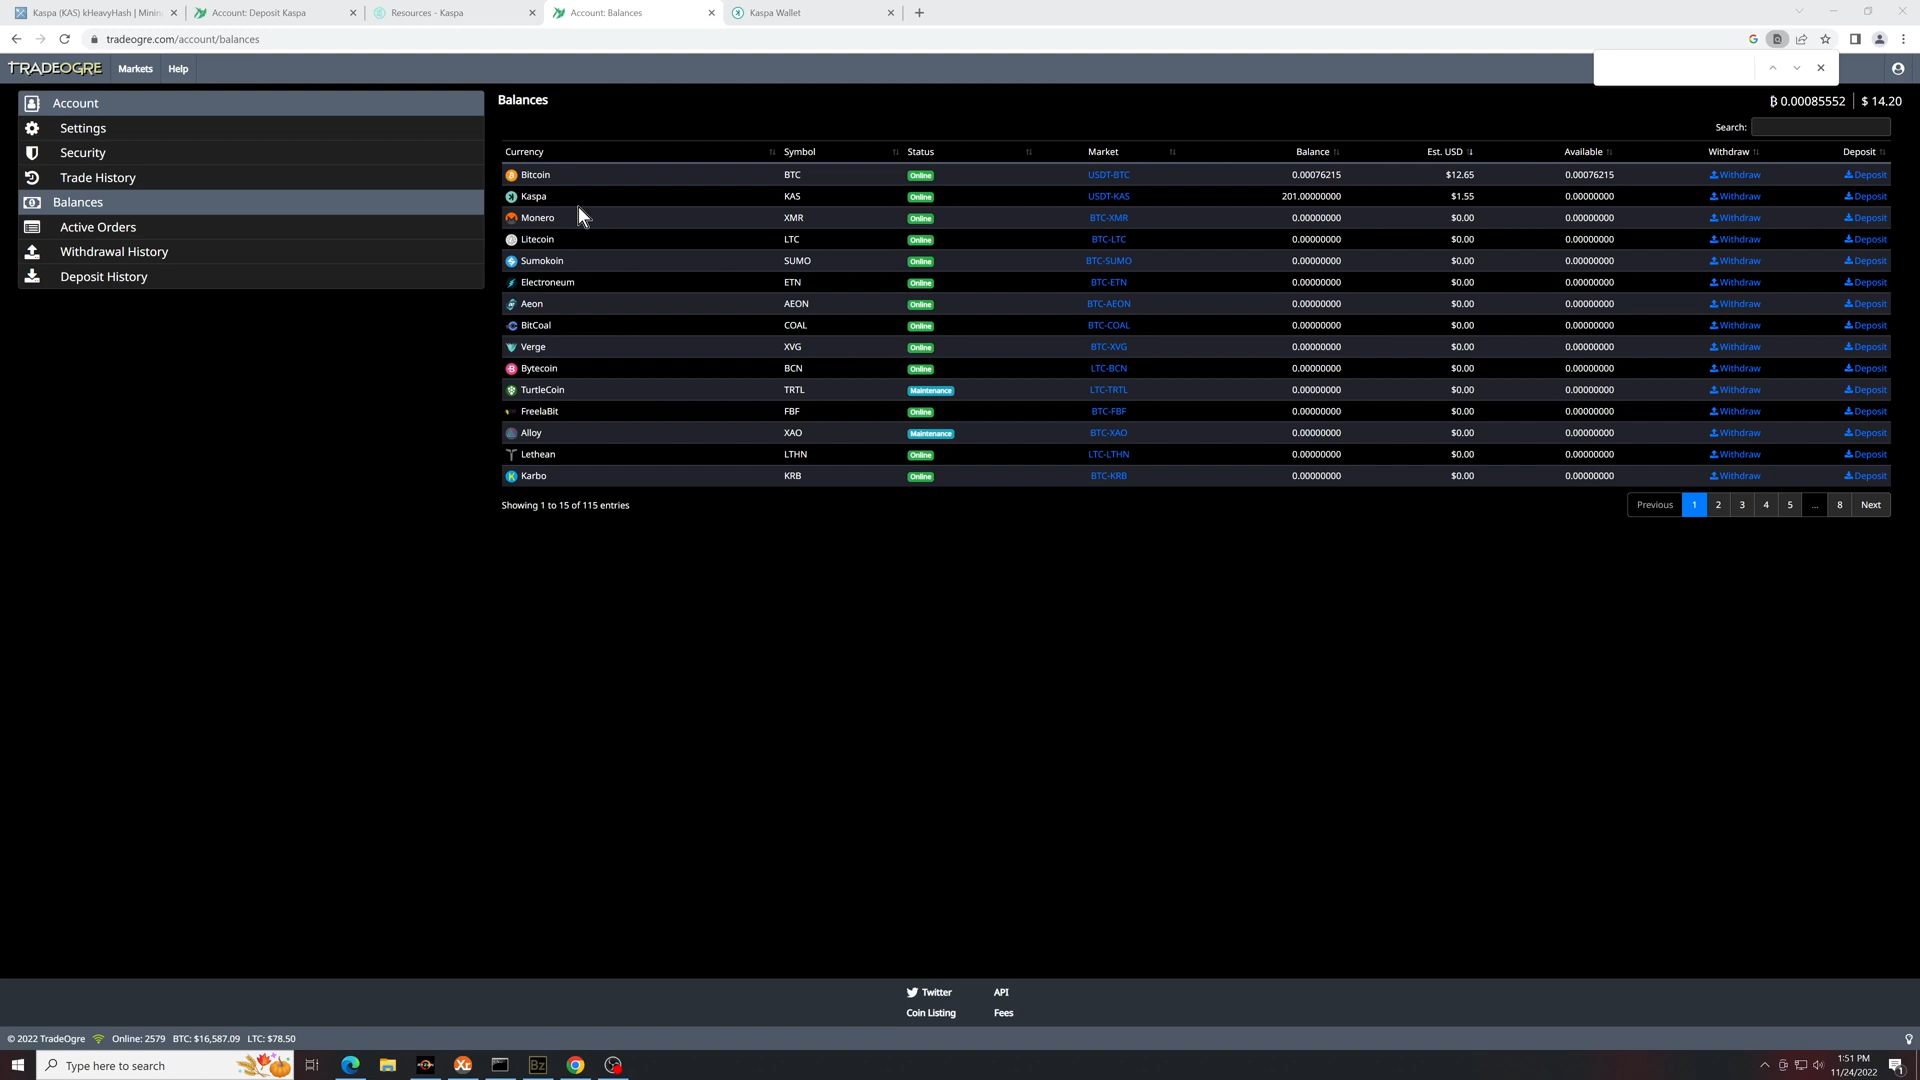 Kaspa (KAS) kHeavyHash | Minin
Account: Deposit Kaspa
Resources - Kaspa
Account: Balances
Kaspa Wallet
tradeogre.com/account/balances
TRADEOGRE Markets Help
Account
Settings
Security
Trade History
Balances
Active Orders
Withdrawal History
Deposit History
Balances
₿ 0.00085552 | $ 14.20
Search:
Currency Symbol Status Market Balance Est. USD Available Withdraw Deposit
Bitcoin BTC Online USDT-BTC 0.00076215 $12.65 0.00076215 Withdraw Deposit
Kaspa KAS Online USDT-KAS 201.00000000 $1.55 0.00000000 Withdraw Deposit
Monero XMR Online BTC-XMR 0.00000000 $0.00 0.00000000 Withdraw Deposit
Litecoin LTC Online BTC-LTC 0.00000000 $0.00 0.00000000 Withdraw Deposit
Sumokoin SUMO Online BTC-SUMO 0.00000000 $0.00 0.00000000 Withdraw Deposit
Electroneum ETN Online BTC-ETN 0.00000000 $0.00 0.00000000 Withdraw Deposit
Aeon AEON Online BTC-AEON 0.00000000 $0.00 0.00000000 Withdraw Deposit
BitCoal COAL Online BTC-COAL 0.00000000 $0.00 0.00000000 Withdraw Deposit
Verge XVG Online BTC-XVG 0.00000000 $0.00 0.00000000 Withdraw Deposit
Bytecoin BCN Online LTC-BCN 0.00000000 $0.00 0.00000000 Withdraw Deposit
TurtleCoin TRTL Maintenance LTC-TRTL 0.00000000 $0.00 0.00000000 Withdraw Deposit
FreelaBit FBF Online BTC-FBF 0.00000000 $0.00 0.00000000 Withdraw Deposit
Alloy XAO Maintenance BTC-XAO 0.00000000 $0.00 0.00000000 Withdraw Deposit
Lethean LTHN Online LTC-LTHN 0.00000000 $0.00 0.00000000 Withdraw Deposit
Karbo KRB Online BTC-KRB 0.00000000 $0.00 0.00000000 Withdraw Deposit
Showing 1 to 15 of 115 entries
Previous 1 2 3 4 5 ... 8 Next
Twitter API
Coin Listing Fees
© 2022 TradeOgre Online: 2579 BTC: $16,587.09 LTC: $78.50
Type here to search
Xr
Bz
1:51 PM
11/24/2022
1